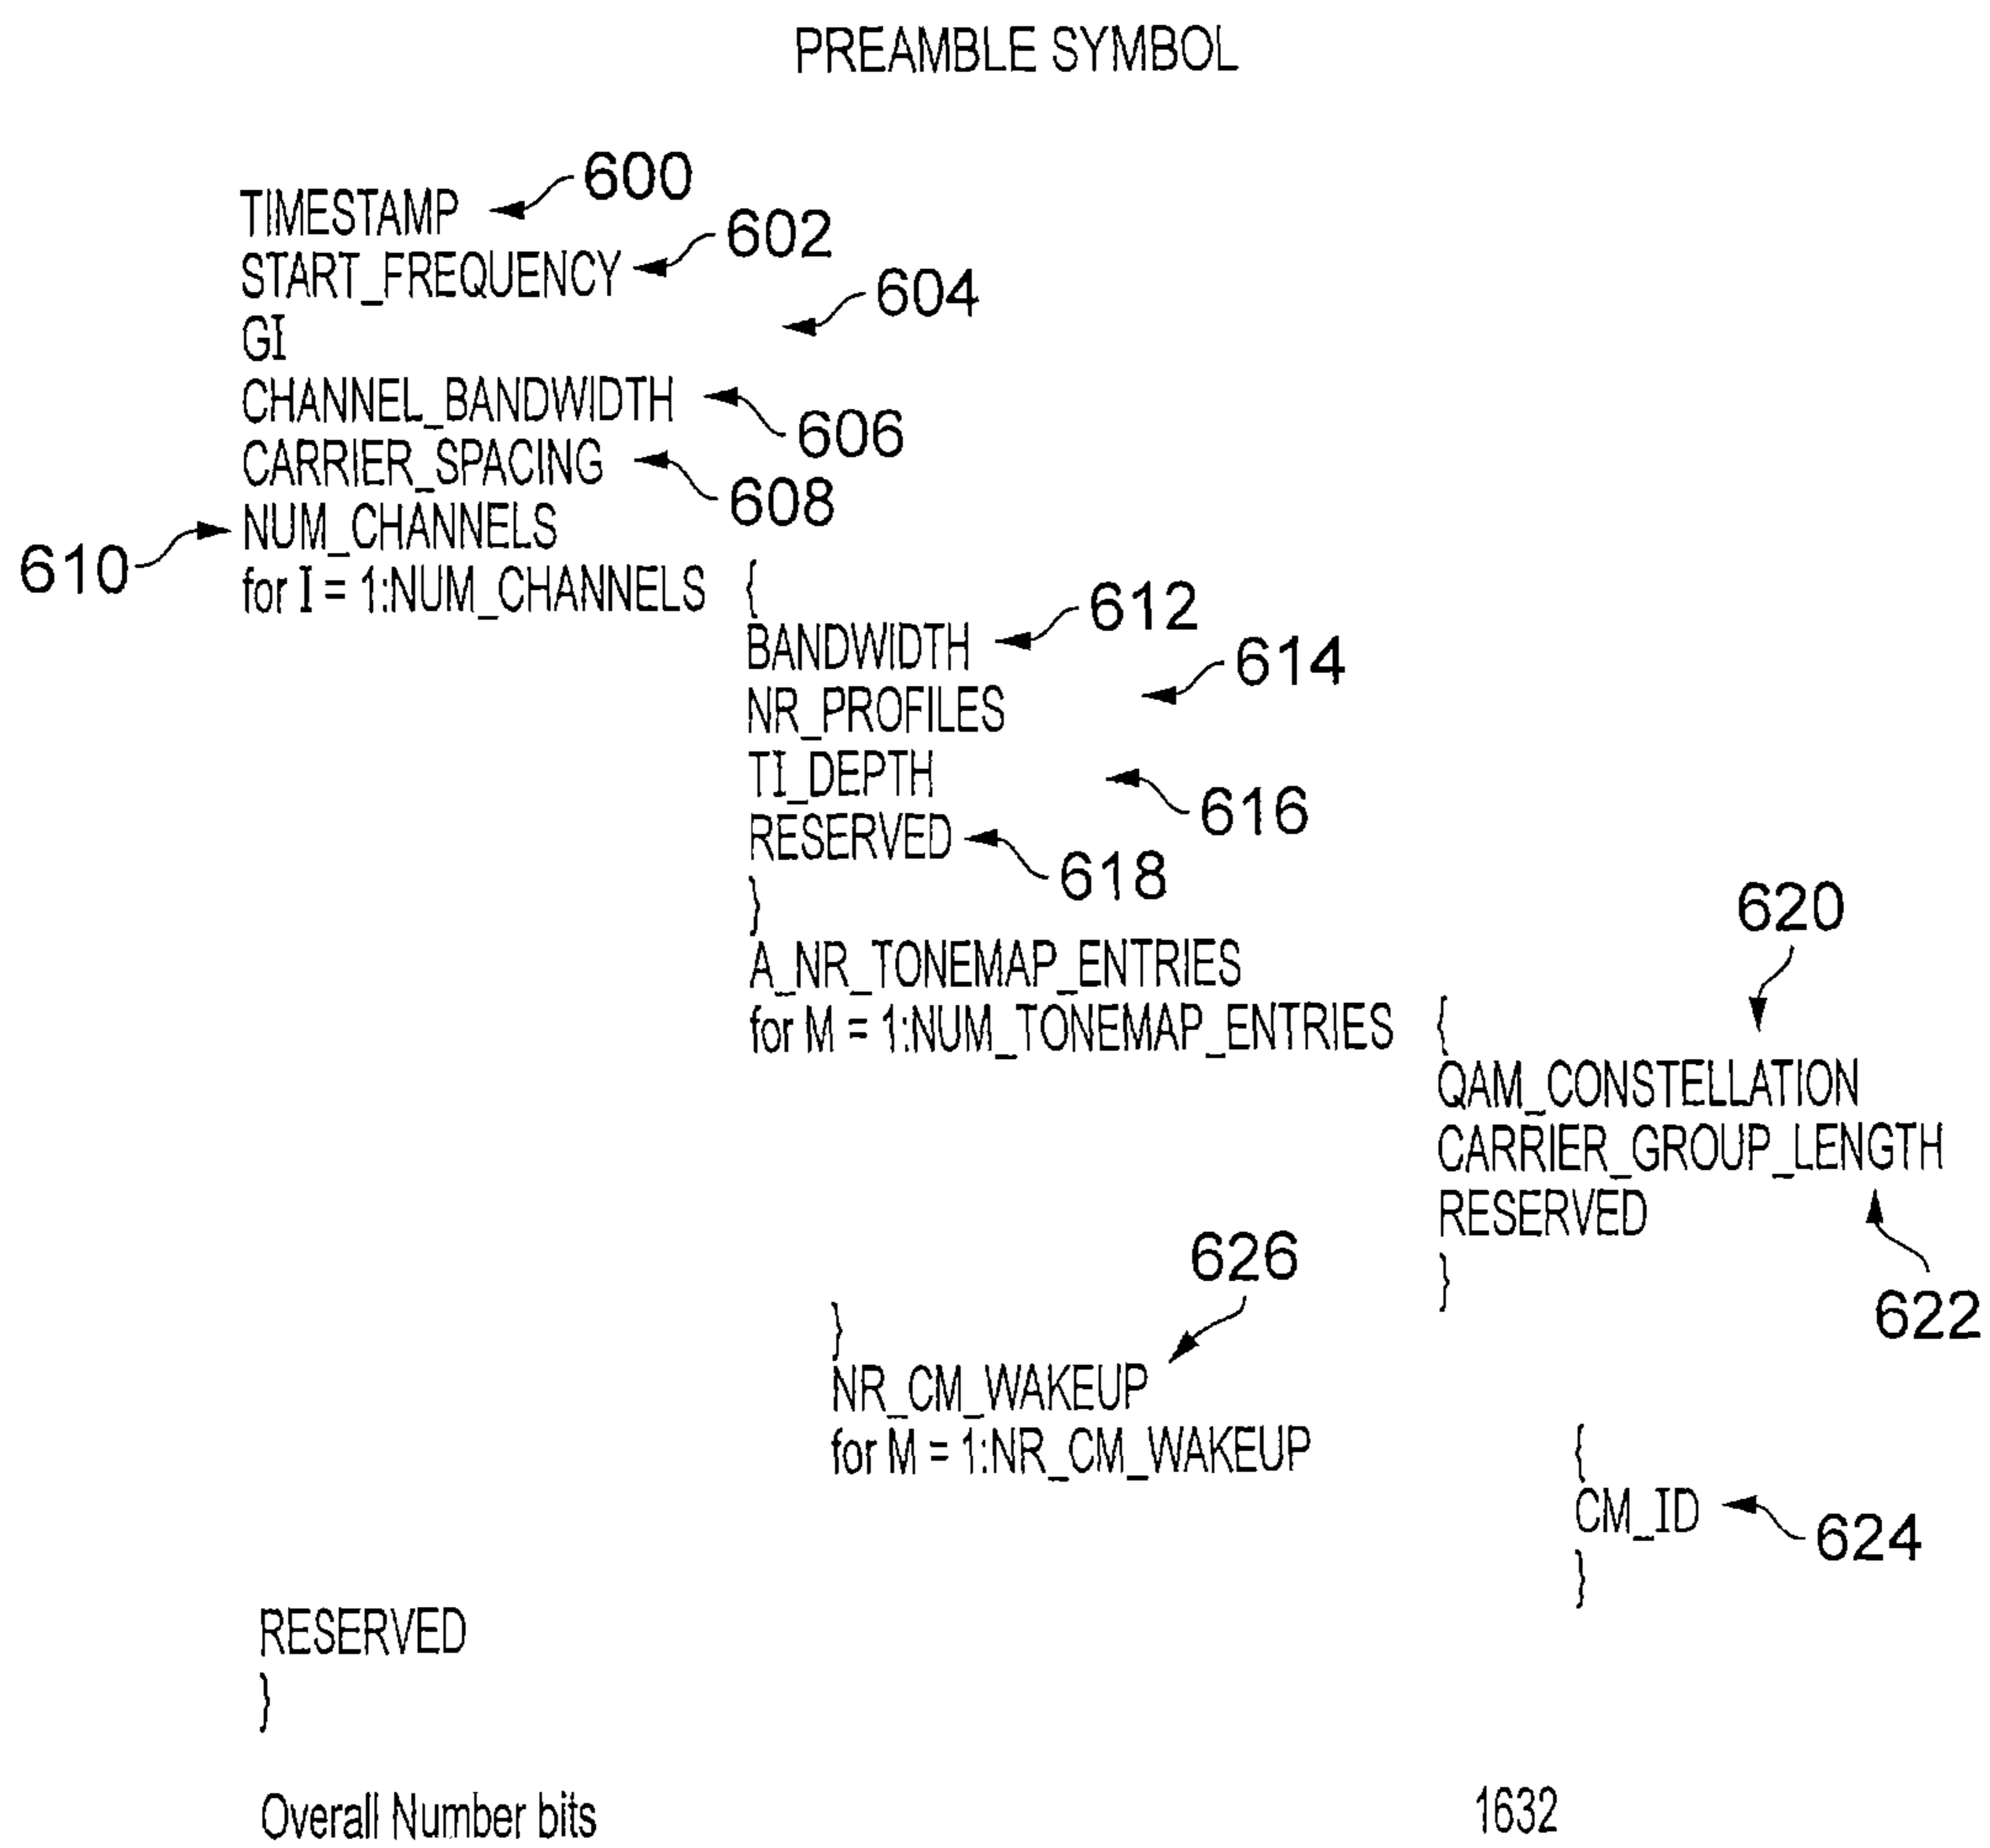 PREAMBLE SYMBOL
TIMESTAMP 600
START_FREQUENCY 602
GI 604
CHANNEL_BANDWIDTH 606
CARRIER_SPACING 608
610 NUM_CHANNELS
for I = 1:NUM_CHANNELS {
BANDWIDTH 612
NR_PROFILES 614
TI_DEPTH 616
RESERVED 618
}
A_NR_TONEMAP_ENTRIES
for M = 1:NUM_TONEMAP_ENTRIES {
620
QAM_CONSTELLATION
CARRIER_GROUP_LENGTH
RESERVED
622
}
}
626
NR_CM_WAKEUP
for M = 1:NR_CM_WAKEUP {
CM_ID 624
}
RESERVED
}
Overall Number bits 1632